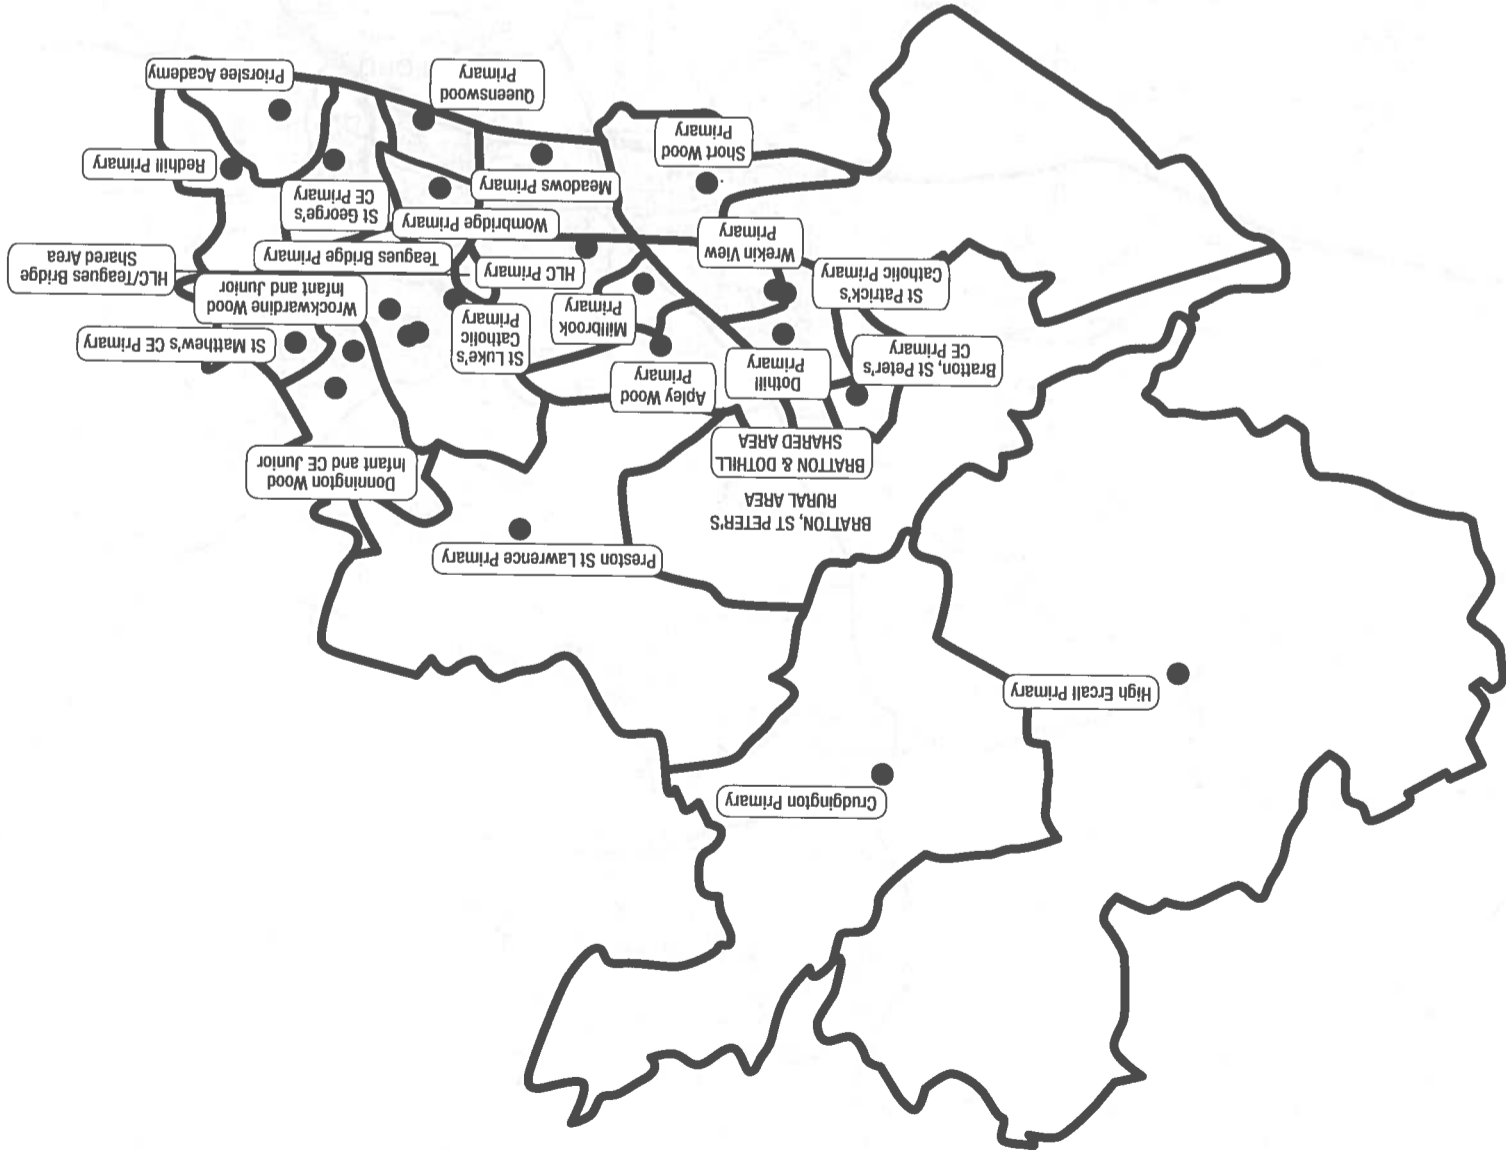 High Ercall Primary
Crudgington Primary
Preston St Lawrence Primary
BRATTON, ST PETER'S
RURAL AREA
BRATTON & DOTHILL
SHARED AREA
Donnington Wood
Infant and CE Junior
Bratton, St Peter's
CE Primary
Dothill
Primary
Apley Wood
Primary
St Luke's
Catholic
Primary
St Matthew's CE Primary
St Patrick's
Catholic Primary
Millbrook
Primary
Wrockwardine Wood
Infant and Junior
HLC/Teagues Bridge
Shared Area
Wrekin View
Primary
HLC Primary
Teagues Bridge Primary
Wombridge Primary
St George's
CE Primary
Meadows Primary
Redhill Primary
Short Wood
Primary
Queenswood
Primary
Priorslee Academy